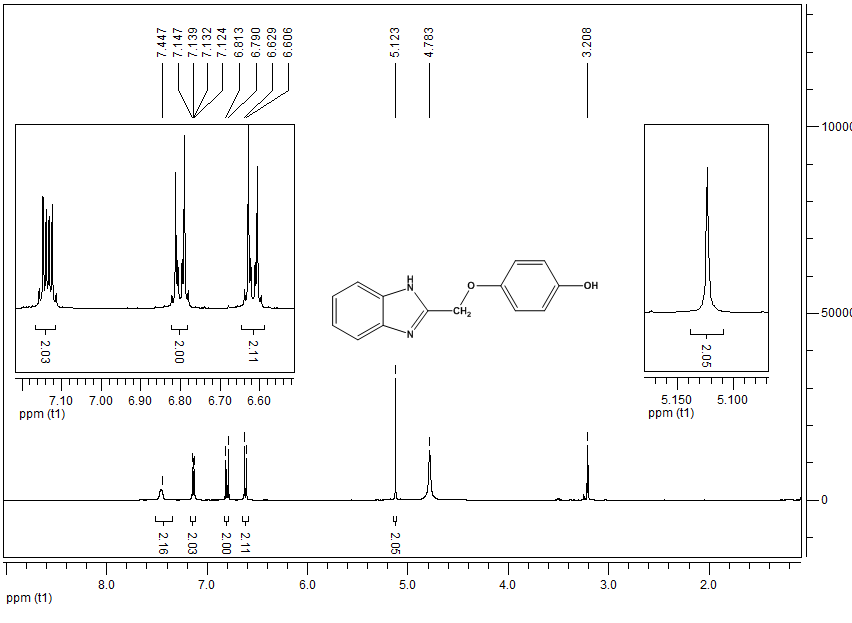 7.447
7.147
7.139
7.132
7.124
6.813
6.790
6.629
6.606
5.123
4.783
3.208
10000
50000
0
2.03
2.00
2.11
7.10 7.00 6.90 6.80 6.70 6.60
ppm (t1)
H
N
N
O
CH2
OH
2.05
5.150 5.100
ppm (t1)
2.16
2.03
2.00
2.11
2.05
8.0 7.0 6.0 5.0 4.0 3.0 2.0
ppm (t1)